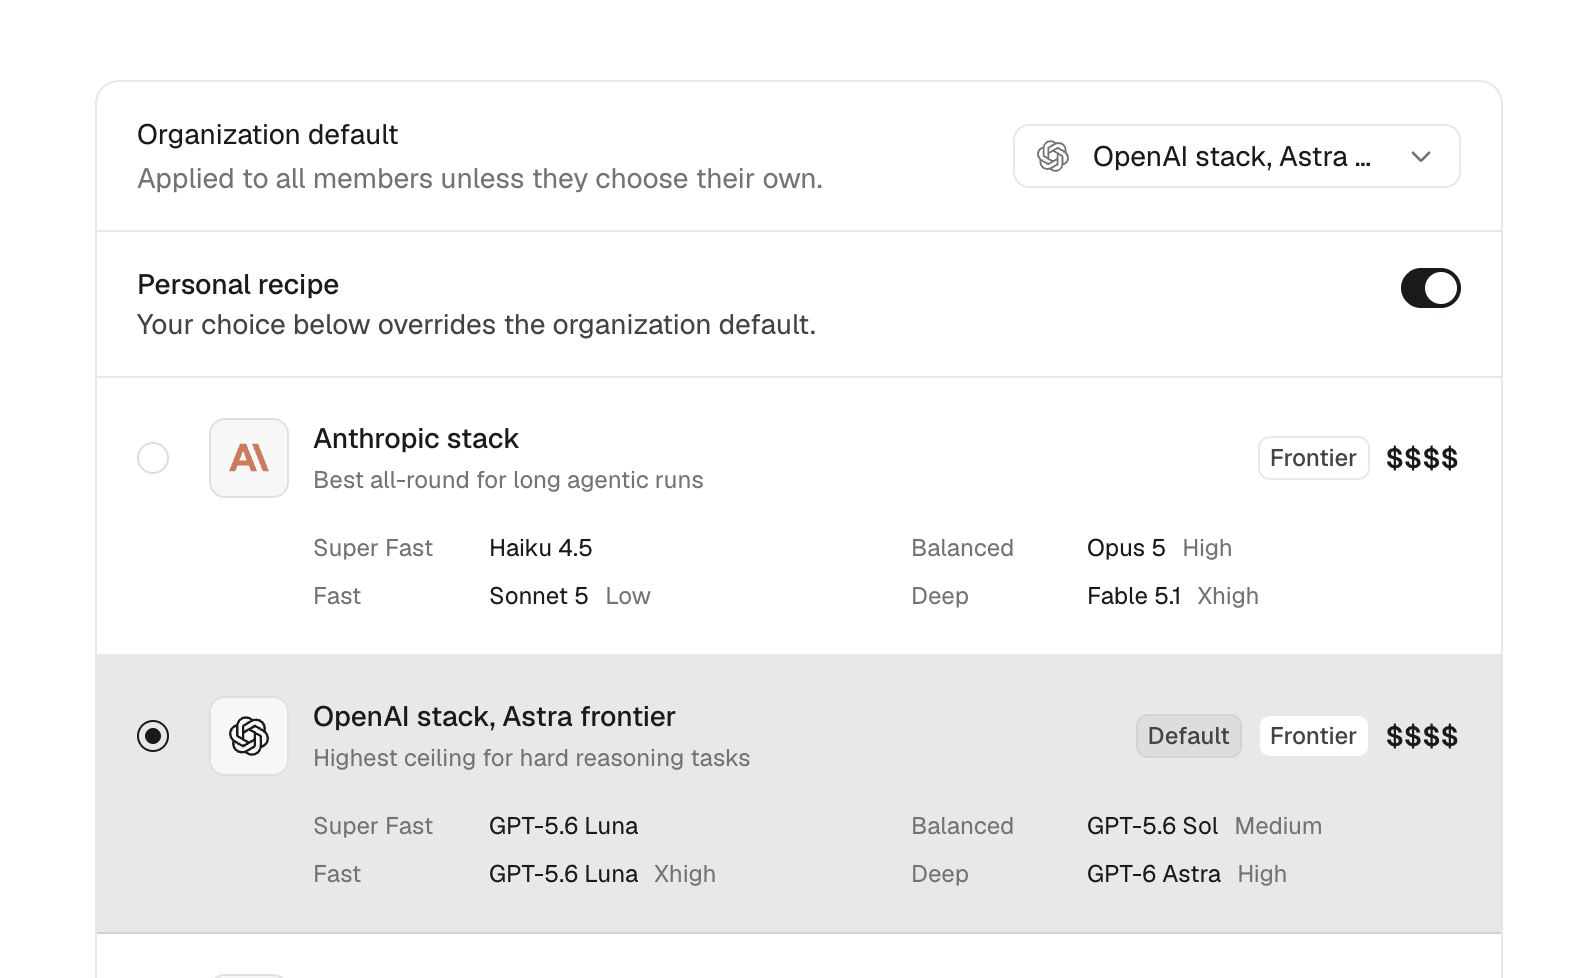 Organization default
Applied to all members unless they choose their own.
OpenAI stack, Astra ...
Personal recipe
Your choice below overrides the organization default.
Anthropic stack
Best all-round for long agentic runs
Frontier $$$$
Super Fast Haiku 4.5 Balanced Opus 5 High
Fast Sonnet 5 Low Deep Fable 5.1 Xhigh
OpenAI stack, Astra frontier
Highest ceiling for hard reasoning tasks
Default Frontier $$$$
Super Fast GPT-5.6 Luna Balanced GPT-5.6 Sol Medium
Fast GPT-5.6 Luna Xhigh Deep GPT-6 Astra High